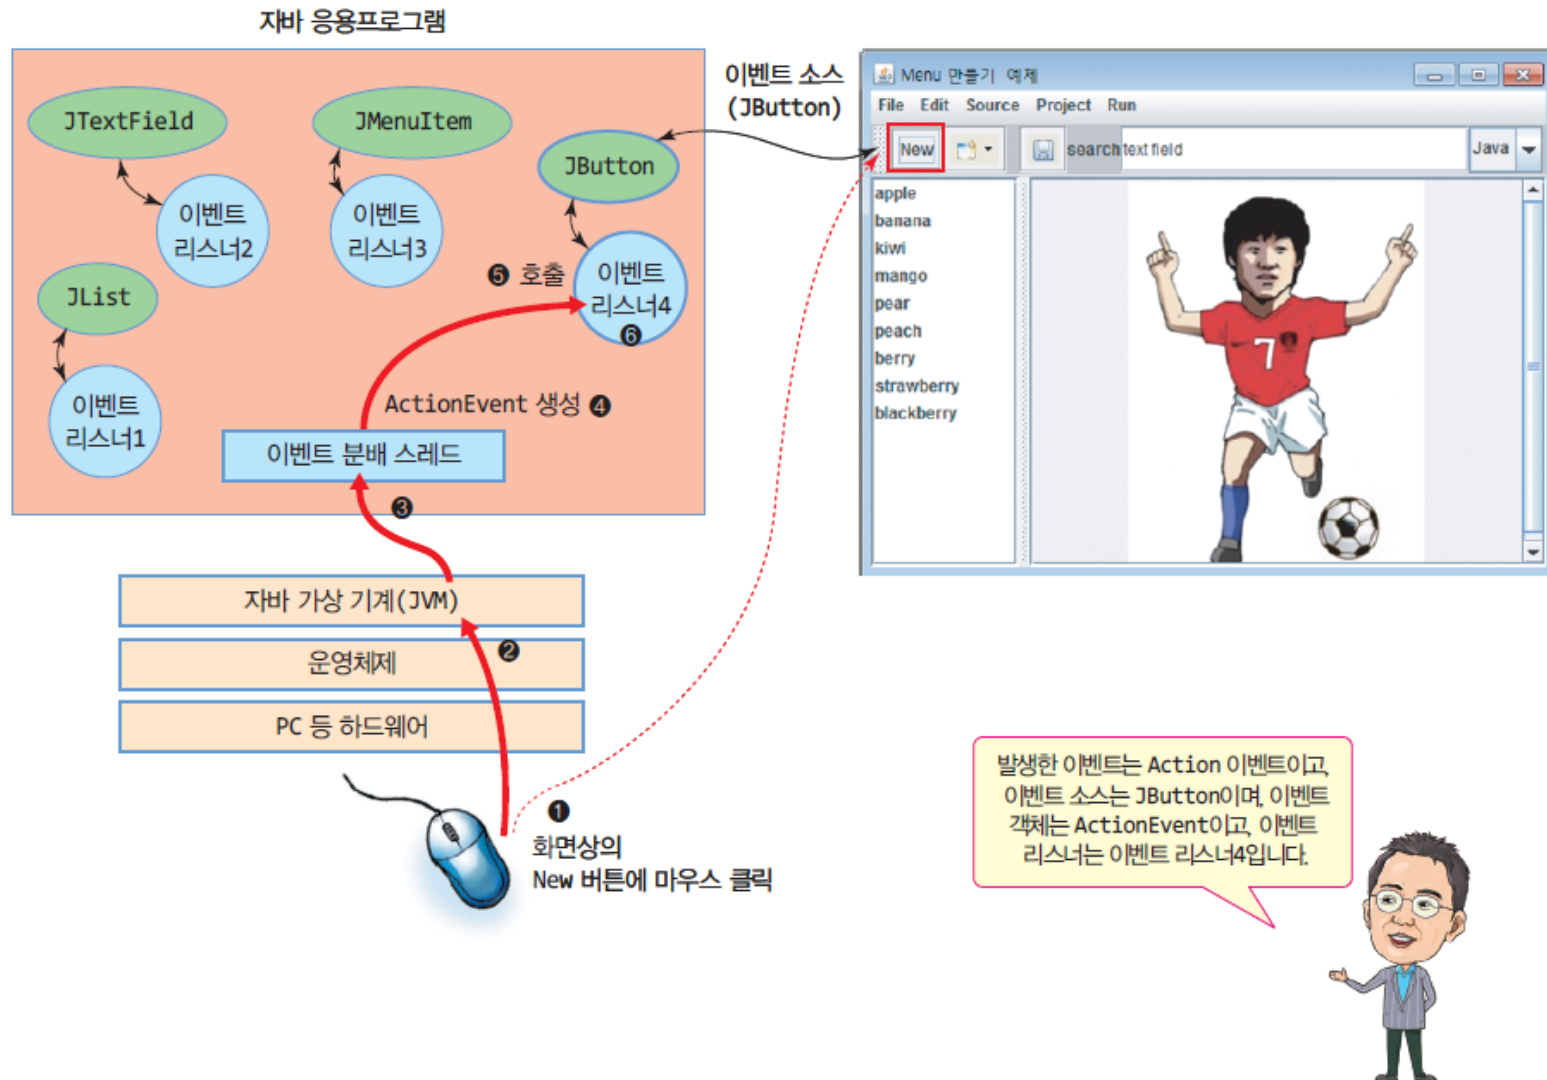 자바 응용프로그램
JTextField
이벤트
리스너2
JMenuItem
이벤트
리스너3
JButton
❺ 호출
이벤트
리스너4
❻
JList
이벤트
리스너1
ActionEvent 생성 ❹
이벤트 분배 스레드
❸
자바 가상 기계(JVM)
❷
운영체제
PC 등 하드웨어
❶
화면상의
New 버튼에 마우스 클릭
이벤트 소스
(JButton)
Menu 만들기 예제
File Edit Source Project Run
New search text field Java
apple
banana
kiwi
mango
pear
peach
berry
strawberry
blackberry
7
발생한 이벤트는 Action 이벤트이고,
이벤트 소스는 JButton이며, 이벤트
객체는 ActionEvent이고, 이벤트
리스너는 이벤트 리스너4입니다.